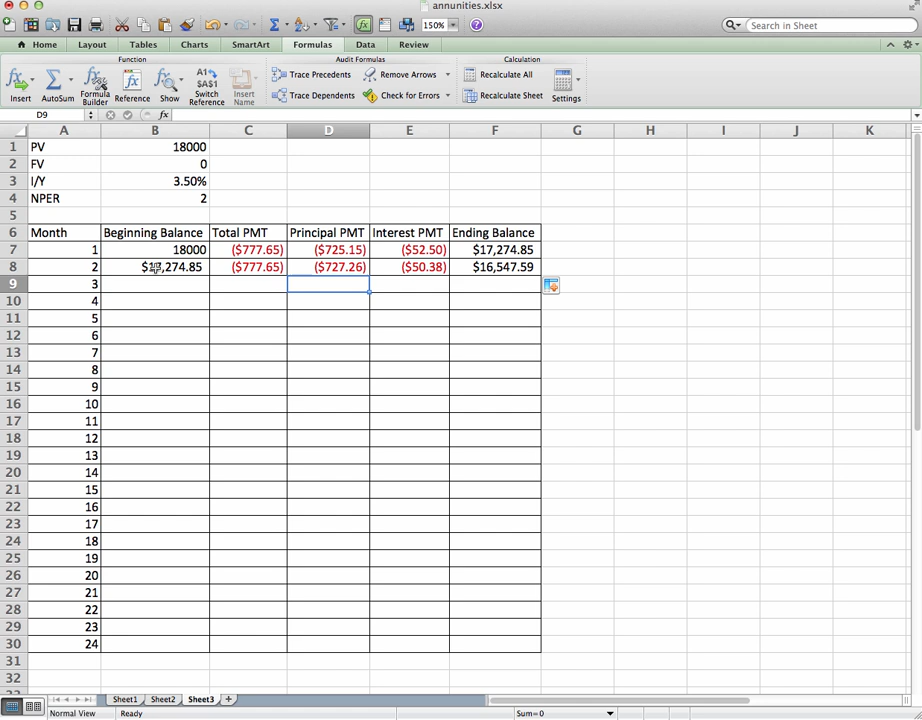 annunities.xlsx
150%
Search in Sheet
Home Layout Tables Charts SmartArt Formulas Data Review
Function Audit Formulas Calculation
Insert AutoSum Formula Builder Reference Show Switch Reference Insert Name Trace Precedents Remove Arrows Recalculate All Settings
Trace Dependents Check for Errors Recalculate Sheet
A1 $A$1
D9 fx
A B C D E F G H I J K
1 PV 18000
2 FV 0
3 I/Y 3.50%
4 NPER 2
5
6 Month Beginning Balance Total PMT Principal PMT Interest PMT Ending Balance
7 1 18000 ($777.65) ($725.15) ($52.50) $17,274.85
8 2 $17,274.85 ($777.65) ($727.26) ($50.38) $16,547.59
9 3
10 4
11 5
12 6
13 7
14 8
15 9
16 10
17 11
18 12
19 13
20 14
21 15
22 16
23 17
24 18
25 19
26 20
27 21
28 22
29 23
30 24
31
32
Sheet1 Sheet2 Sheet3
Normal View Ready Sum=0